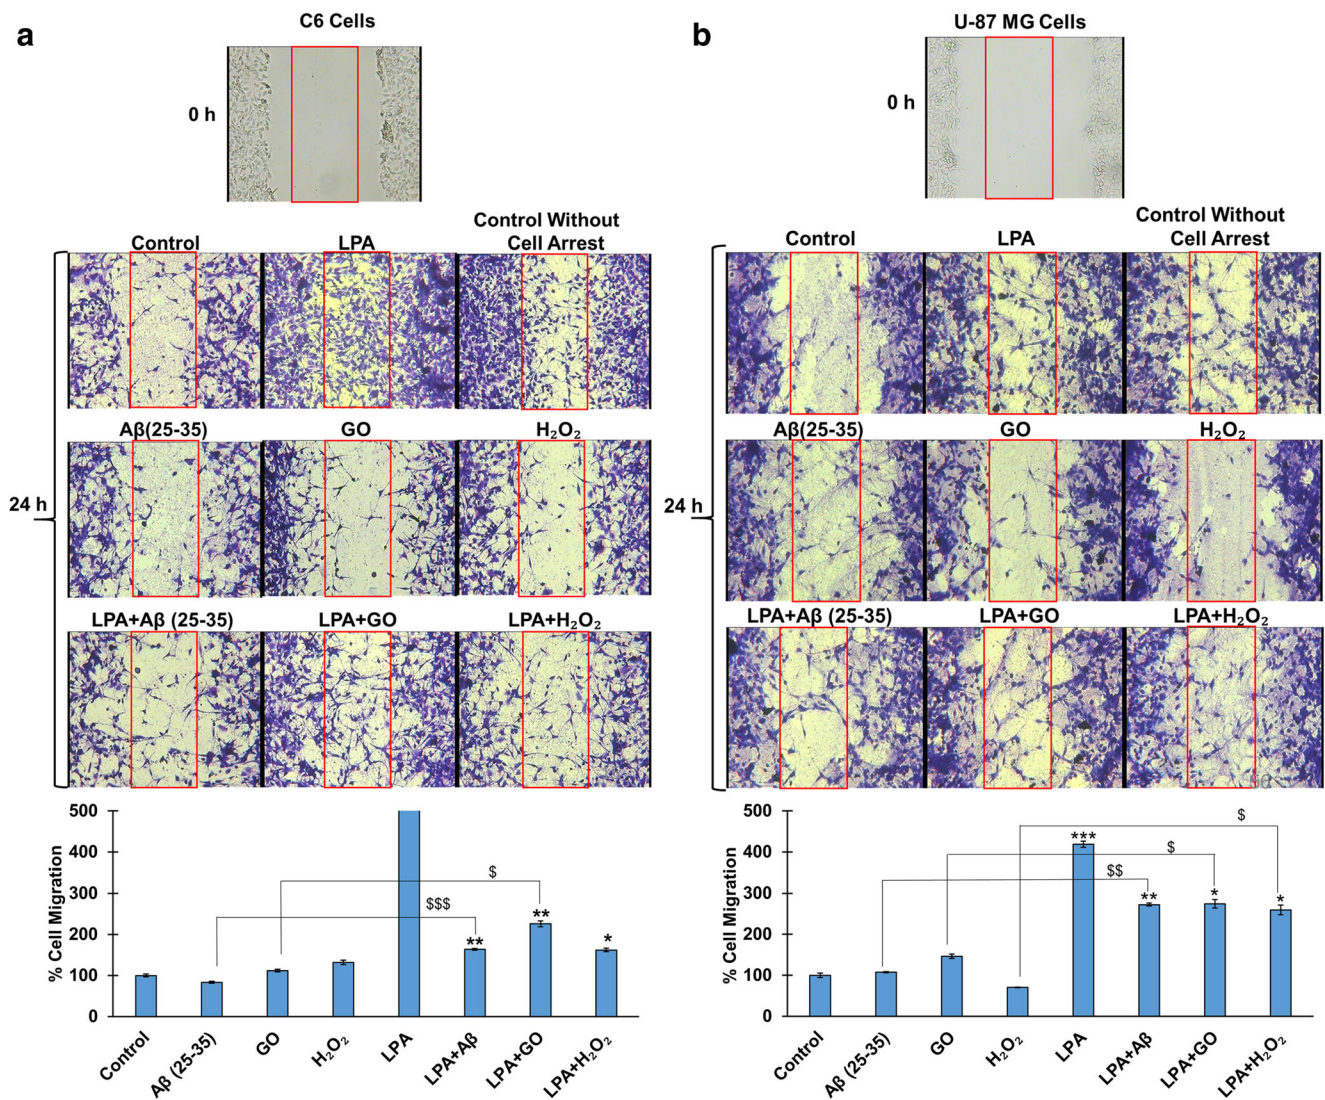 a
C6 Cells
0 h
Control
LPA
Control Without
Cell Arrest
Aβ(25-35)
GO
H₂O₂
24 h
LPA+Aβ (25-35)
LPA+GO
LPA+H₂O₂
500
400
300
200
100
0
% Cell Migration
$
$$$
**
**
*
Control
Aβ (25-35)
GO
H₂O₂
LPA
LPA+Aβ
LPA+GO
LPA+H₂O₂
b
U-87 MG Cells
0 h
Control
LPA
Control Without
Cell Arrest
Aβ(25-35)
GO
H₂O₂
24 h
LPA+Aβ (25-35)
LPA+GO
LPA+H₂O₂
56
500
400
300
200
100
0
% Cell Migration
$
***
$
$$
**
*
*
Control
Aβ (25-35)
GO
H₂O₂
LPA
LPA+Aβ
LPA+GO
LPA+H₂O₂